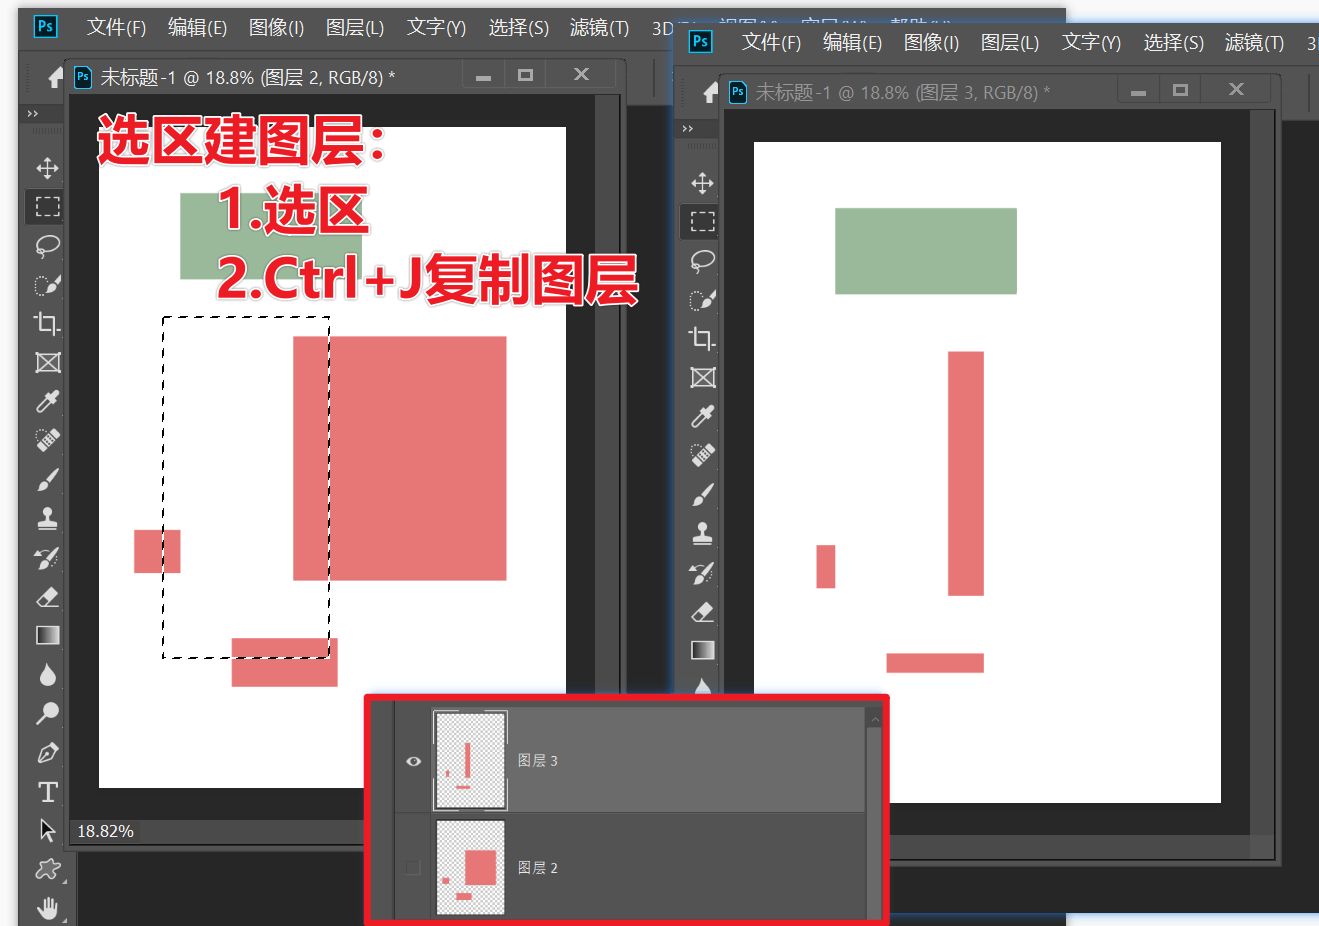 Ps 文件(F) 编辑(E) 图像(I) 图层(L) 文字(Y) 选择(S) 滤镜(T) 3D
Ps 未标题-1 @ 18.8% (图层 2, RGB/8) *
选区建图层：
1.选区
2.Ctrl+J复制图层
T
18.82%
Ps 文件(F) 编辑(E) 图像(I) 图层(L) 文字(Y) 选择(S) 滤镜(T)
Ps 未标题-1 @ 18.8% (图层 3, RGB/8) *
图层 3
图层 2